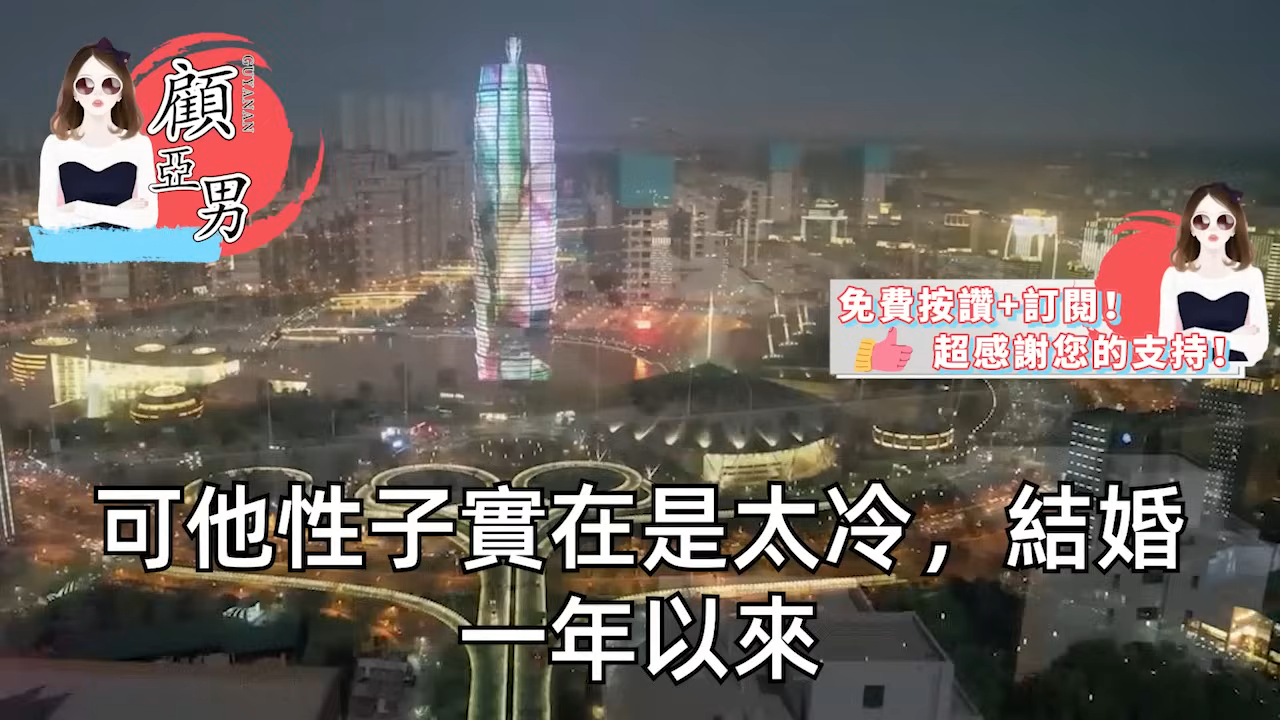 顧亞男
GUYANAN
免費按讚+訂閱!
超感謝您的支持!
可他性子實在是太冷，結婚
一年以來